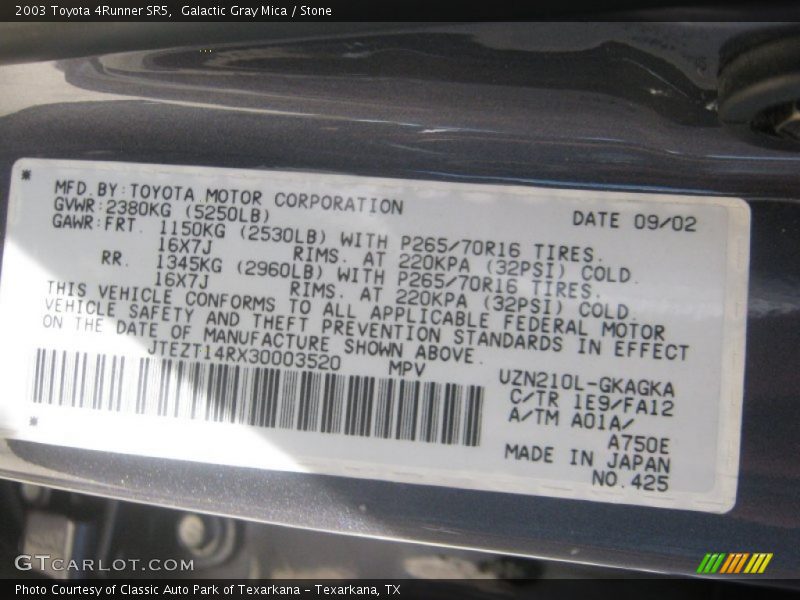 2003 Toyota 4Runner SR5, Galactic Gray Mica / Stone
MFD.BY:TOYOTA MOTOR CORPORATION DATE 09/02
GVWR:2380KG (5250LB)
GAWR:FRT. 1150KG (2530LB) WITH P265/70R16 TIRES.
16X7J RIMS. AT 220KPA (32PSI) COLD.
RR. 1345KG (2960LB) WITH P265/70R16 TIRES.
16X7J RIMS. AT 220KPA (32PSI) COLD.
THIS VEHICLE CONFORMS TO ALL APPLICABLE FEDERAL MOTOR
VEHICLE SAFETY AND THEFT PREVENTION STANDARDS IN EFFECT
ON THE DATE OF MANUFACTURE SHOWN ABOVE.
JTEZT14RX30003520 MPV
UZN210L-GKAGKA
C/TR 1E9/FA12
A/TM A01A/
A750E
MADE IN JAPAN
NO.425
GTCARLOT.COM
Photo Courtesy of Classic Auto Park of Texarkana - Texarkana, TX